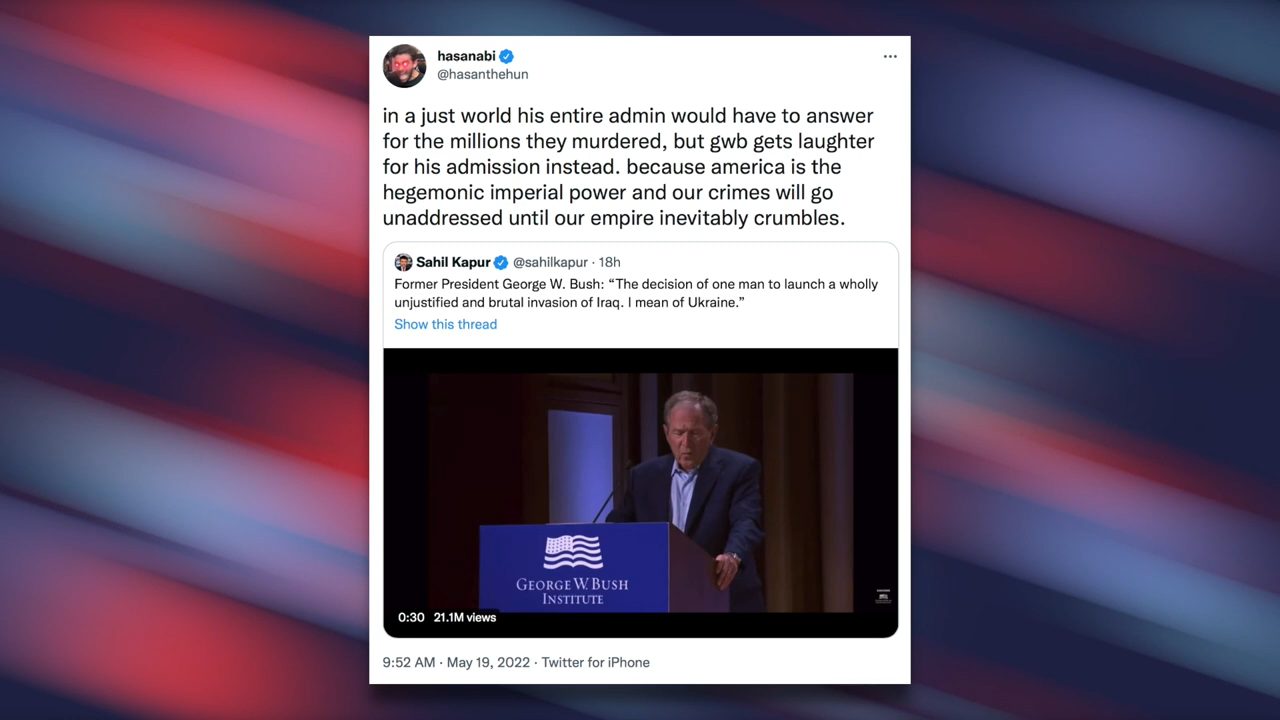 hasanabi
@hasanthehun
in a just world his entire admin would have to answer
for the millions they murdered, but gwb gets laughter
for his admission instead. because america is the
hegemonic imperial power and our crimes will go
unaddressed until our empire inevitably crumbles.
Sahil Kapur @sahilkapur · 18h
Former President George W. Bush: “The decision of one man to launch a wholly
unjustified and brutal invasion of Iraq. I mean of Ukraine.”
Show this thread
GEORGE W. BUSH
INSTITUTE
0:30 21.1M views
9:52 AM · May 19, 2022 · Twitter for iPhone